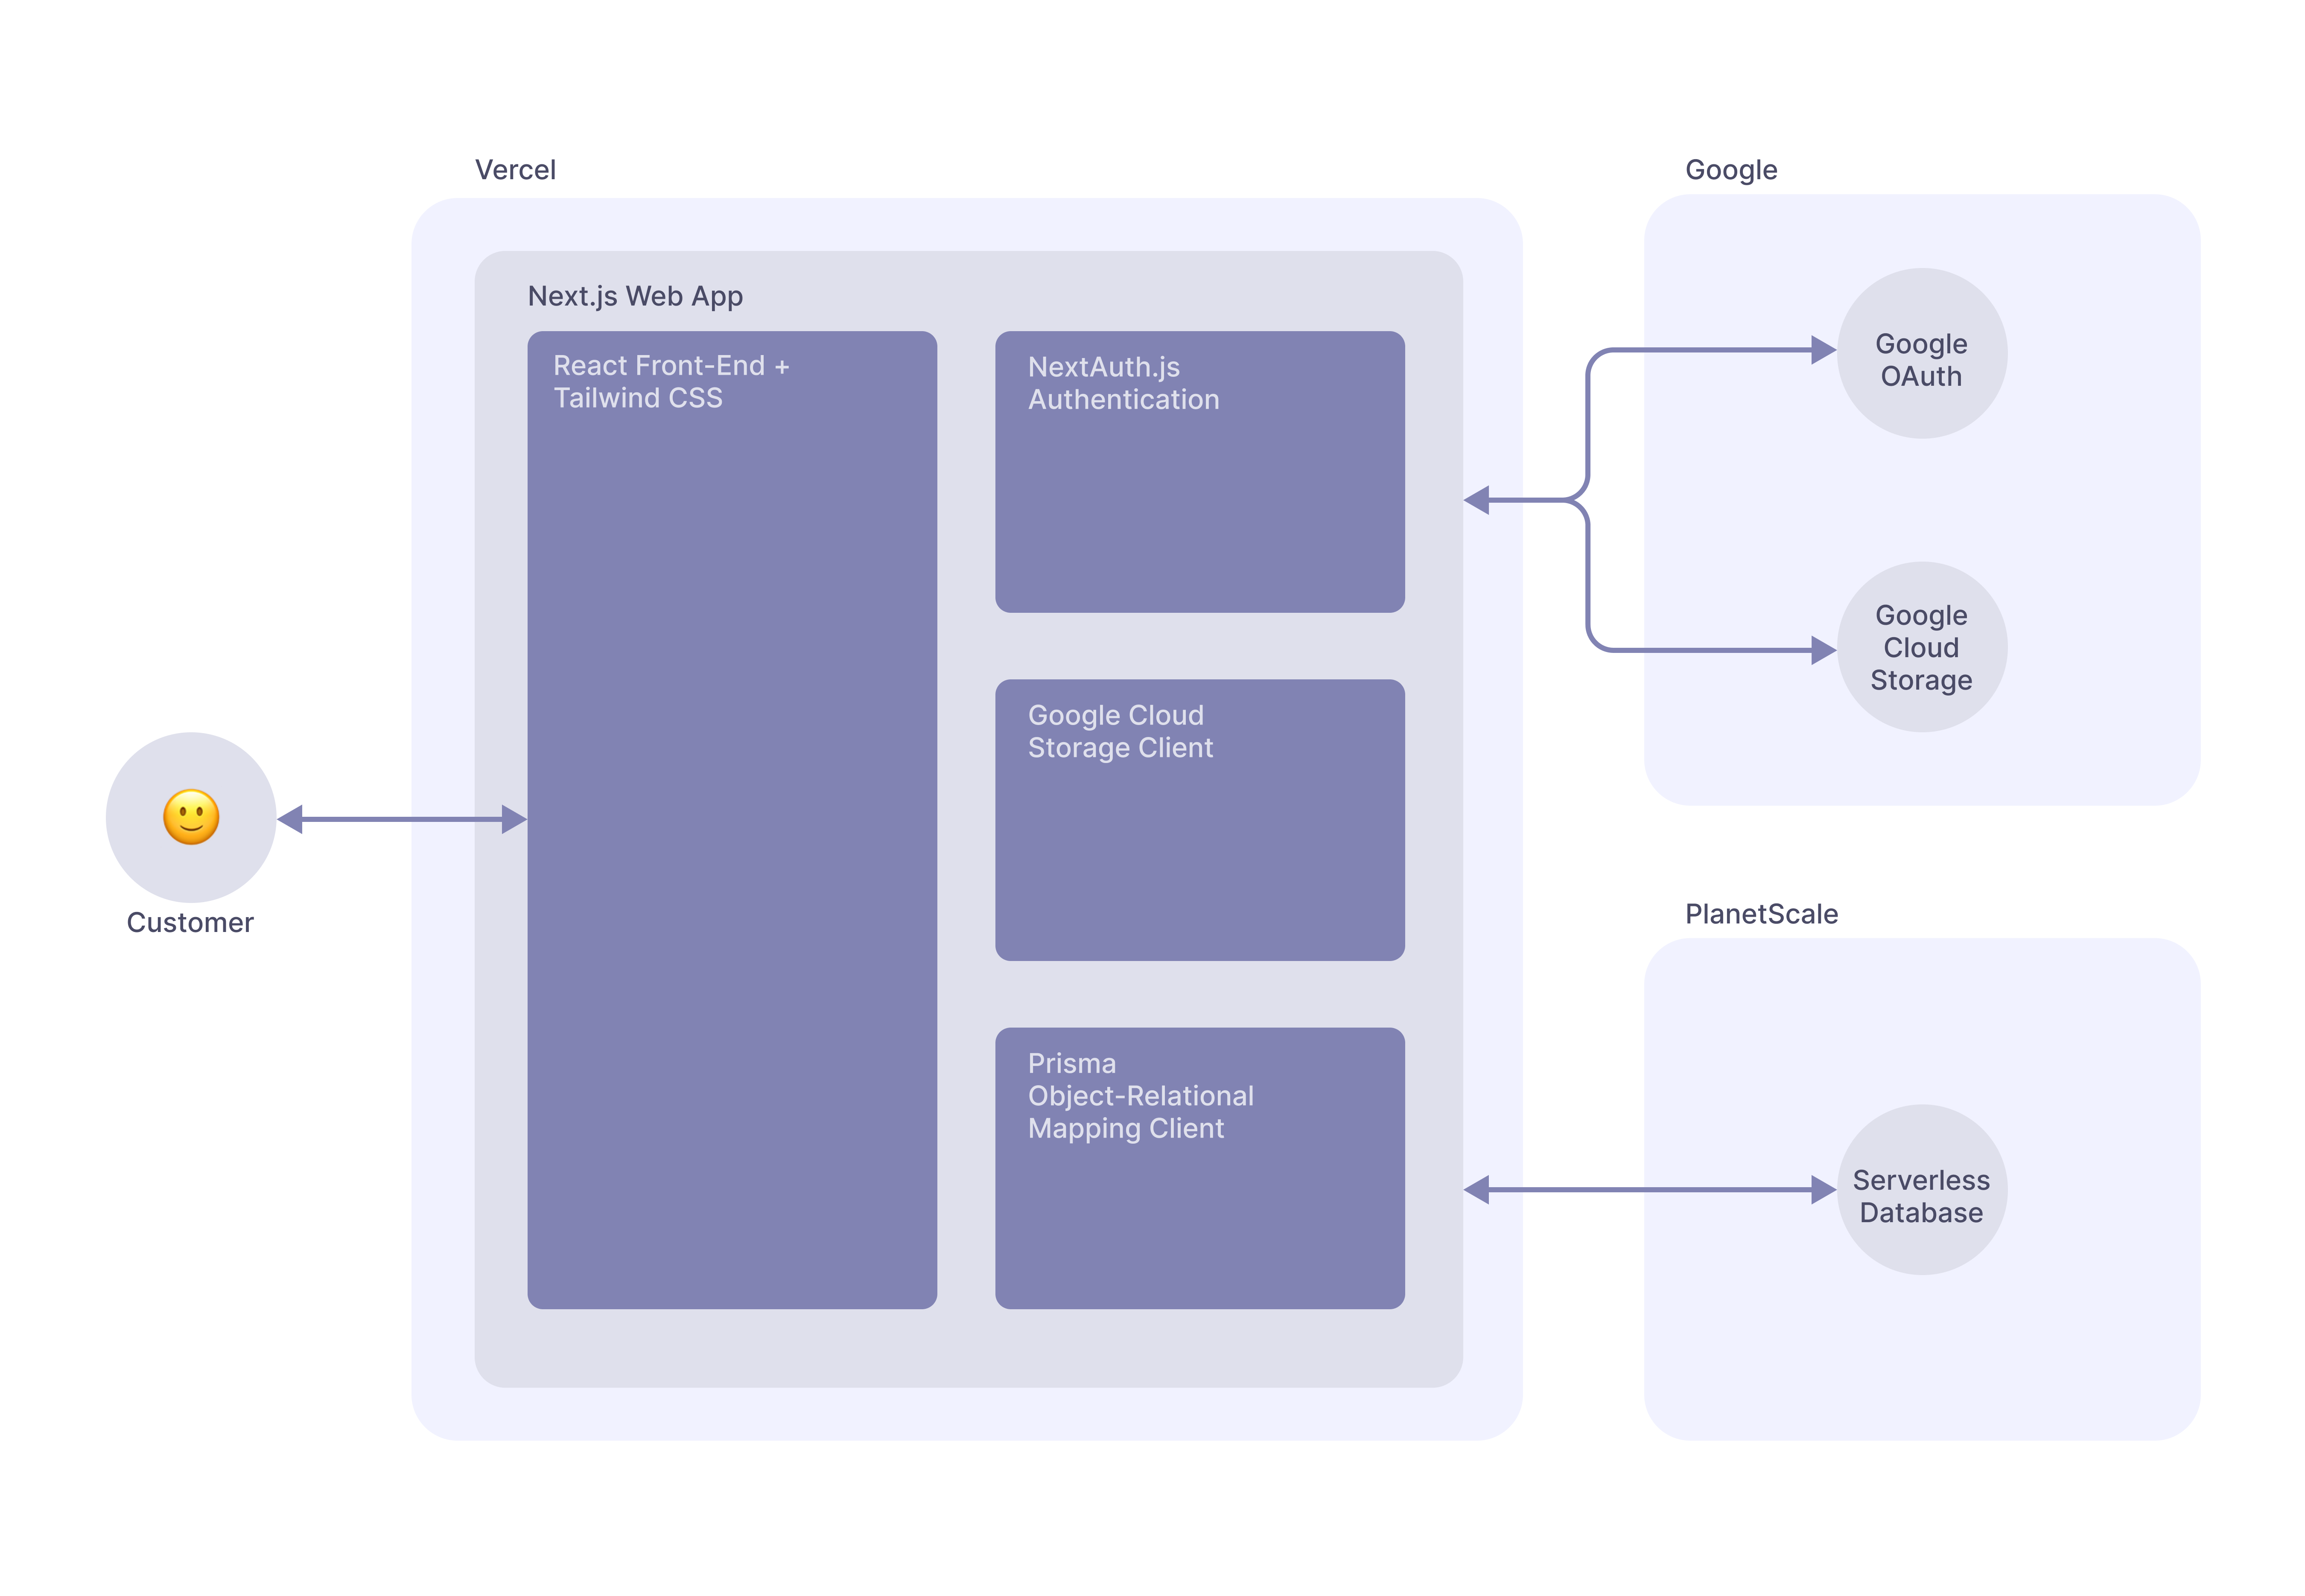 Vercel
Google
Next.js Web App
React Front-End +
Tailwind CSS
NextAuth.js
Authentication
Google
OAuth
Google Cloud
Storage Client
Google
Cloud
Storage
Customer
PlanetScale
Prisma
Object-Relational
Mapping Client
Serverless
Database